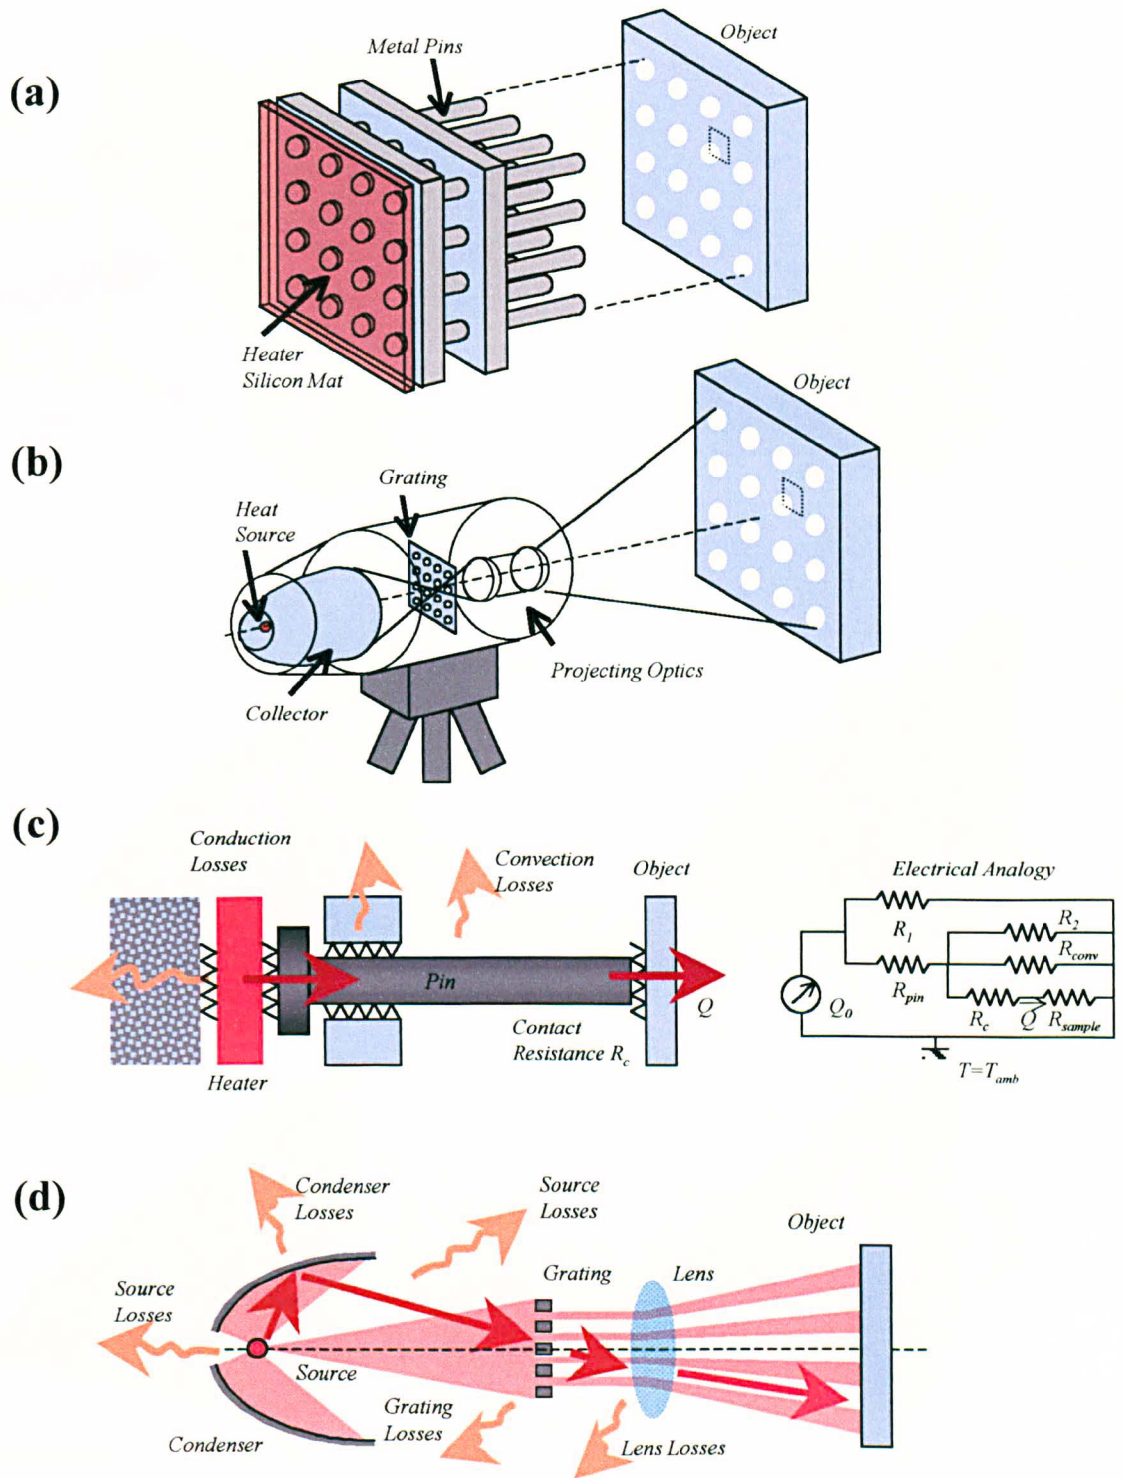 (a)
Metal Pins
Object
Heater
Silicon Mat
(b)
Object
Grating
Heat
Source
Projecting Optics
Collector
(c)
Conduction
Losses
Convection
Losses
Object
Pin
Q
Contact
Resistance Rc
Heater
Electrical Analogy
R1
R2
Rconv
Rpin
Q0
Rc
Q
Rsample
T=Tamb
(d)
Condenser
Losses
Source
Losses
Object
Source
Losses
Grating
Lens
Source
Grating
Losses
Condenser
Lens Losses